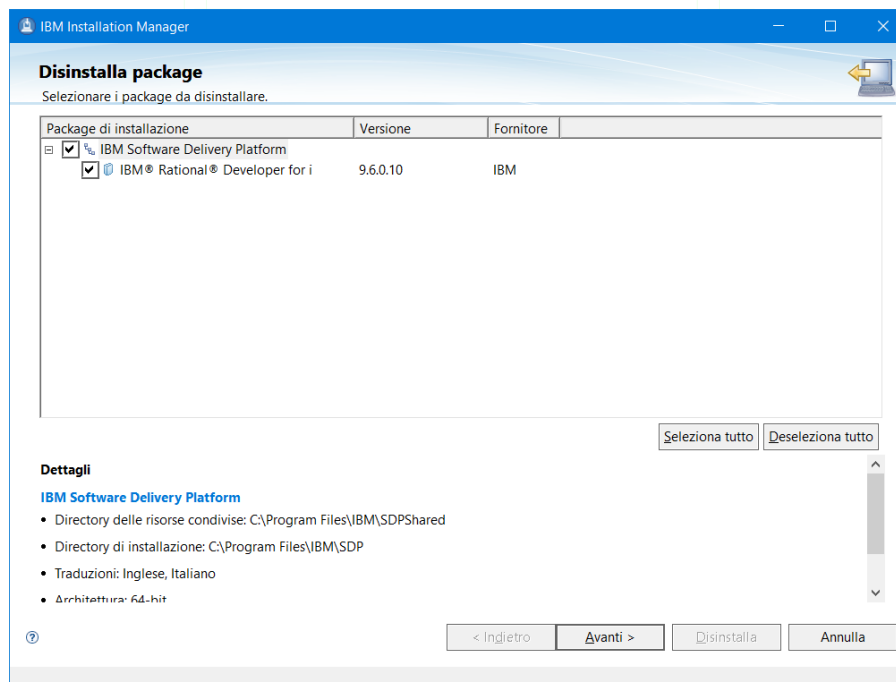 IBM Installation Manager
Disinstalla package
Selezionare i package da disinstallare.
Package di installazione Versione Fornitore
IBM Software Delivery Platform
IBM® Rational® Developer for i 9.6.0.10 IBM
Seleziona tutto Deseleziona tutto
Dettagli
IBM Software Delivery Platform
• Directory delle risorse condivise: C:\Program Files\IBM\SDPShared
• Directory di installazione: C:\Program Files\IBM\SDP
• Traduzioni: Inglese, Italiano
• Architettura: 64-bit
? < Indietro Avanti > Disinstalla Annulla